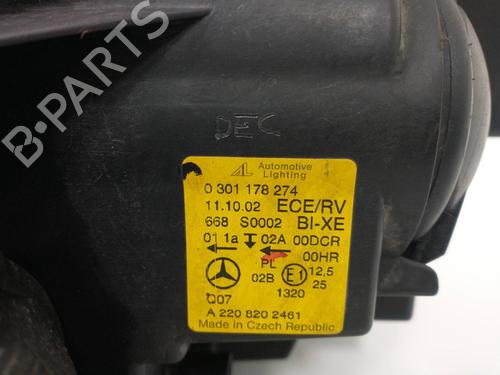 B-PARTS
DEC
AL Automotive Lighting
0 301 178 274
11.10.02 ECE/RV
668 S0002 BI-XE
01 1a 02A 00DCR
00HR
PL
02B E1 12,5
25
1320
Q07
A 220 820 2461
Made in Czech Republic